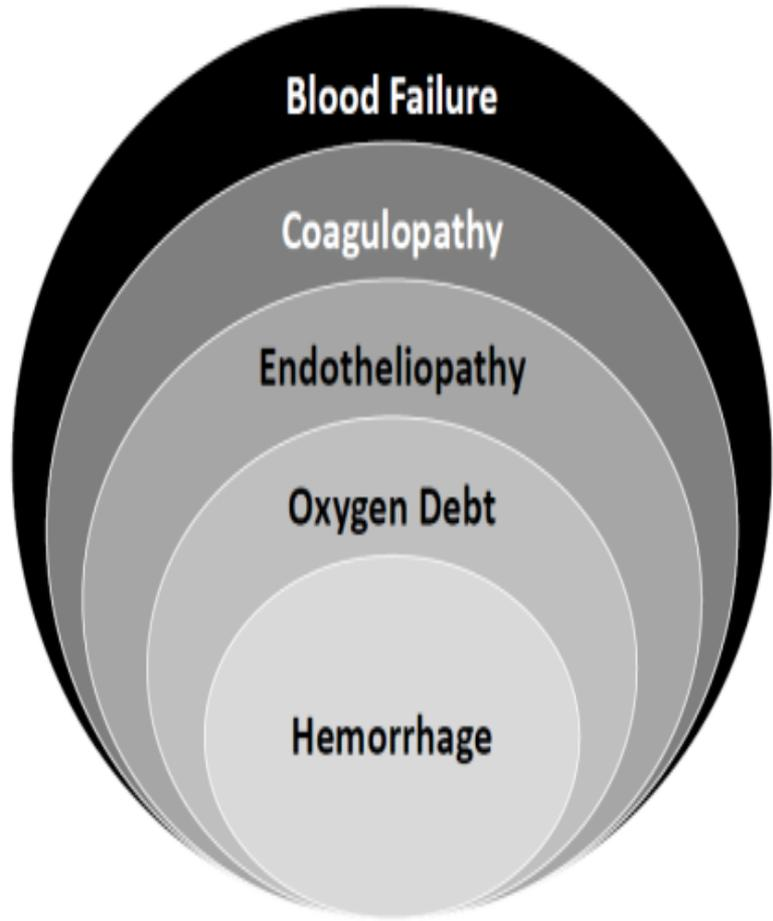 Blood Failure
Coagulopathy
Endotheliopathy
Oxygen Debt
Hemorrhage